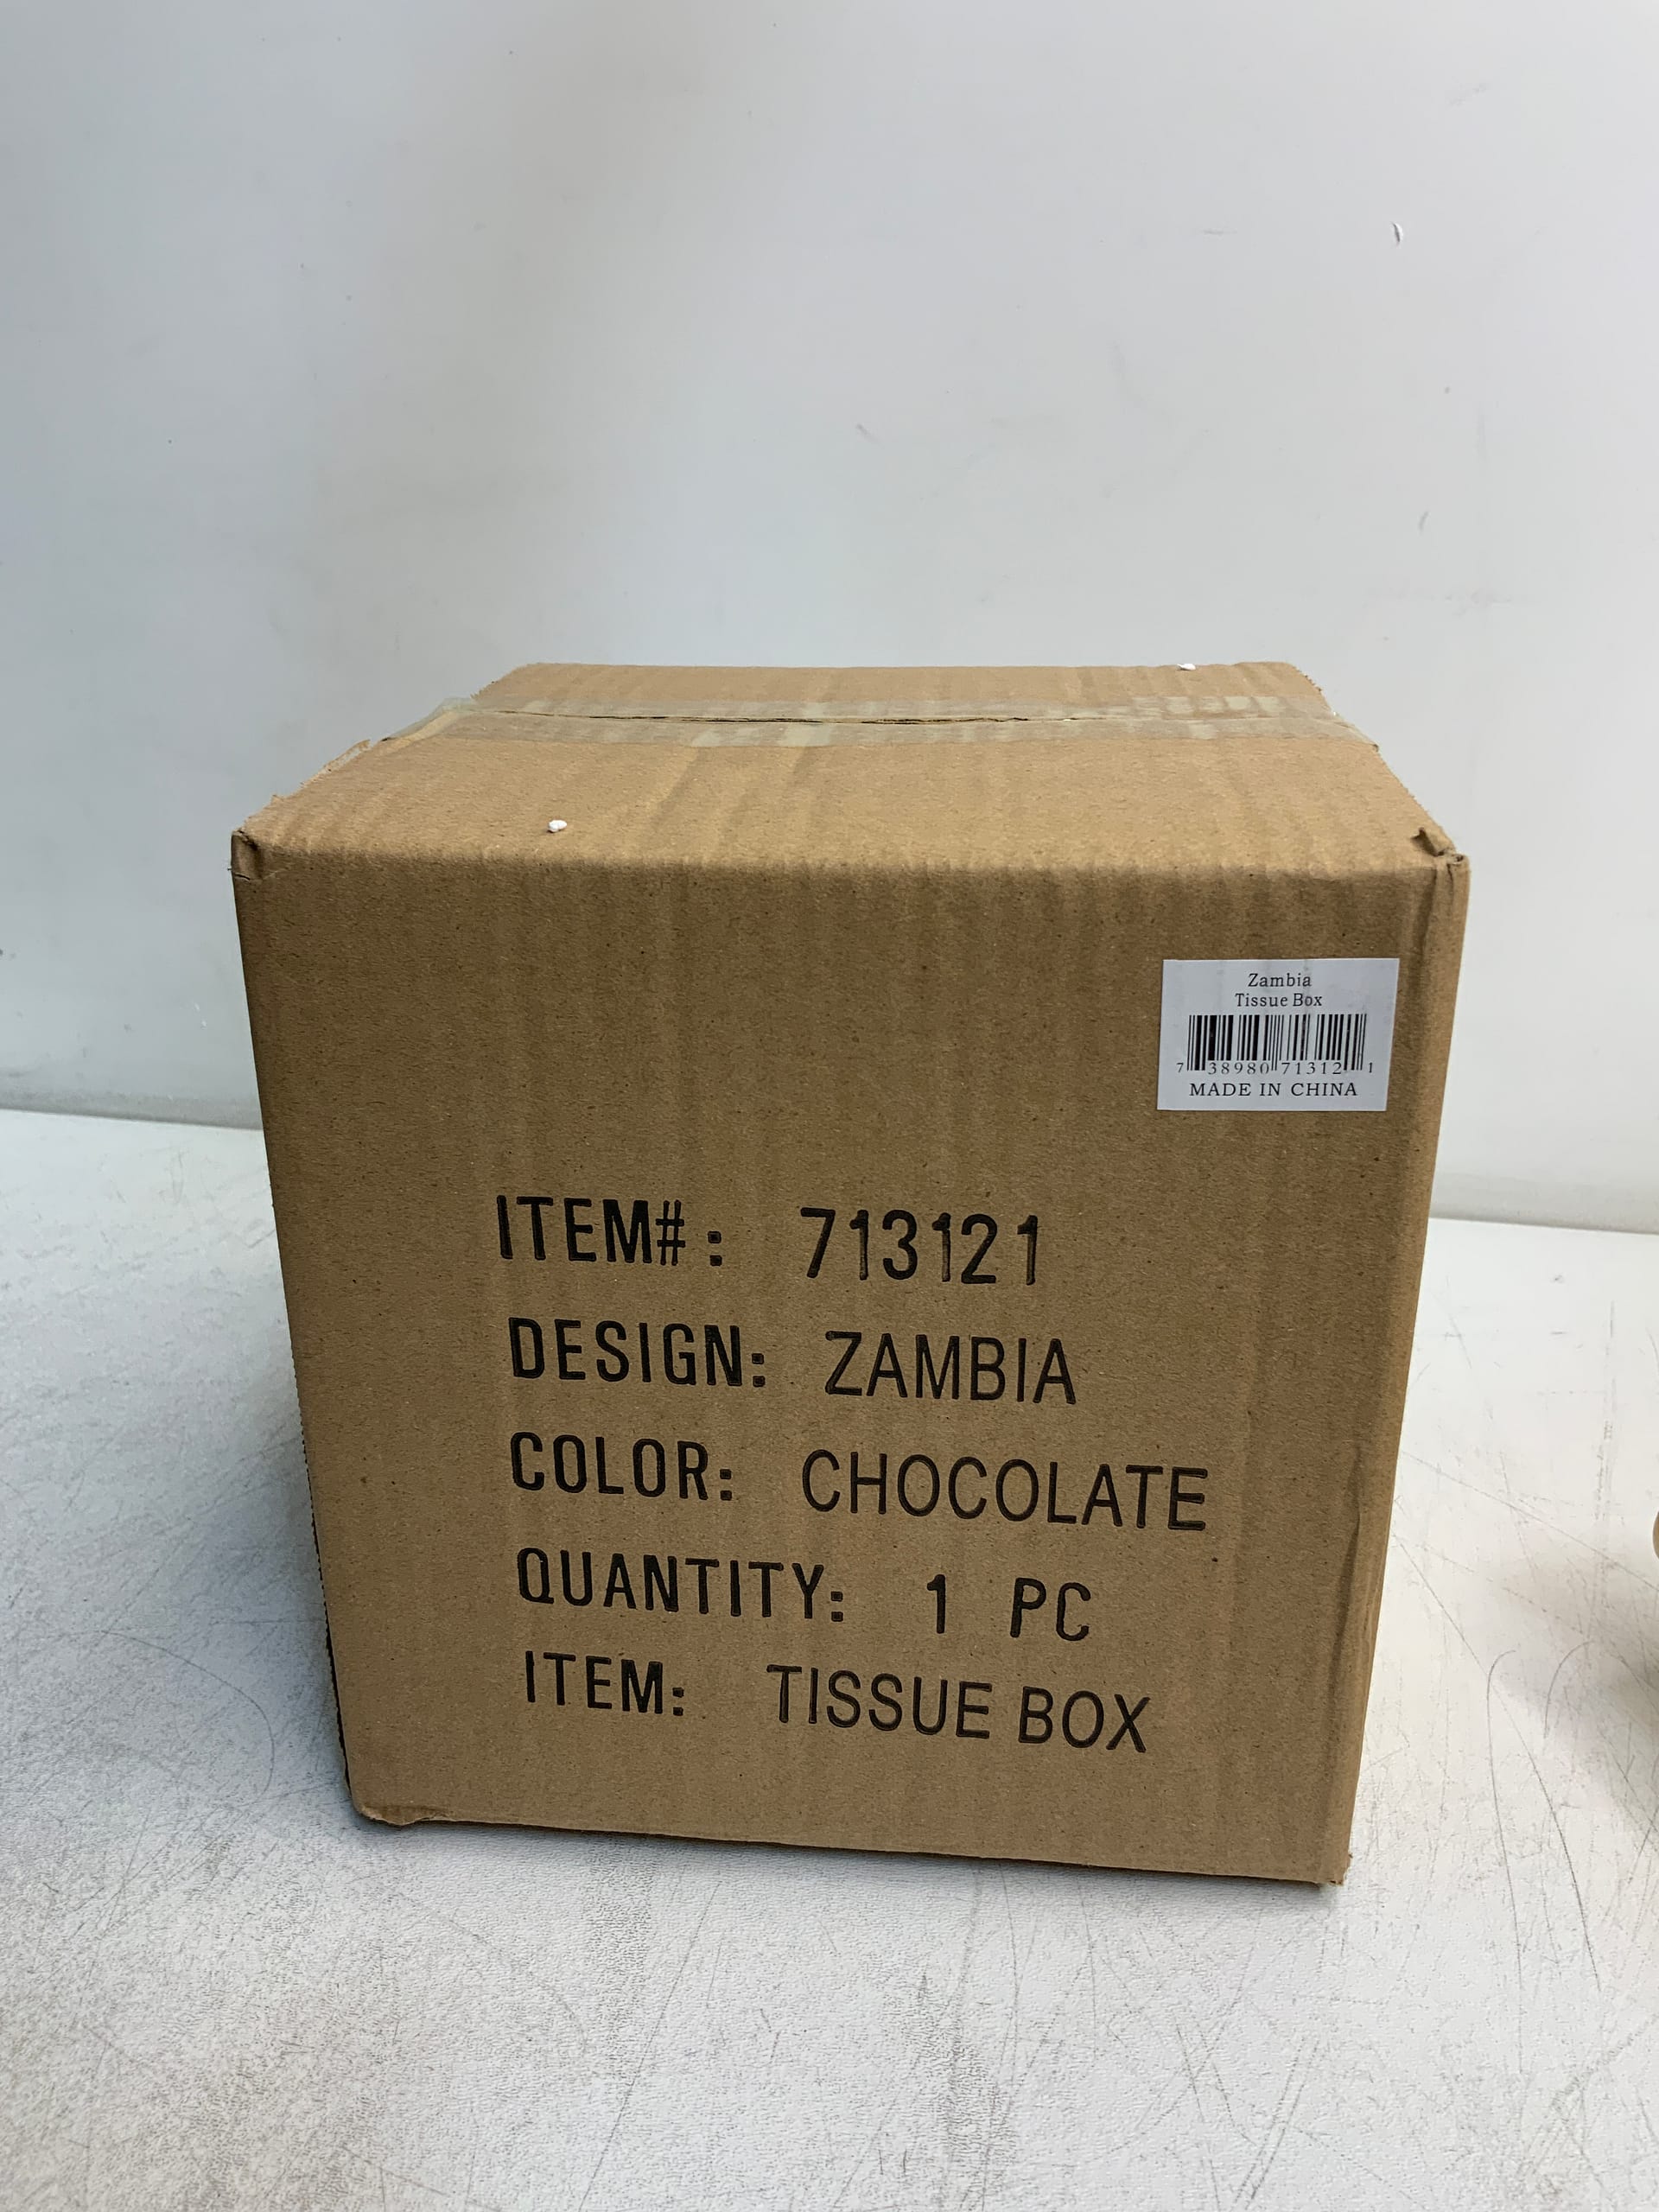 Zambia
Tissue Box
7 38980 71312 1
MADE IN CHINA
ITEM#: 713121
DESIGN: ZAMBIA
COLOR: CHOCOLATE
QUANTITY: 1 PC
ITEM: TISSUE BOX